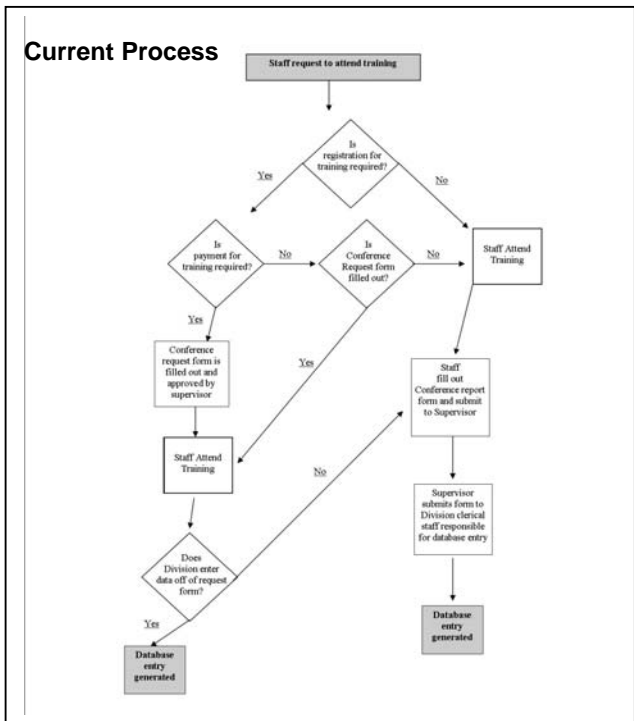 Current Process
Staff request to attend training
Is
registration for
training required?
Yes
No
Is
payment for
training required?
No
Is
Conference
Request form
filled out?
No
Staff Attend
Training
Yes
Conference
request form is
filled out and
approved by
supervisor
Yes
Staff
fill out
Conference report
form and submit
to Supervisor
Staff Attend
Training
No
Supervisor
submits form to
Division clerical
staff responsible
for database entry
Does
Division enter
data off of request
form?
Yes
Database
entry
generated
Database
entry
generated